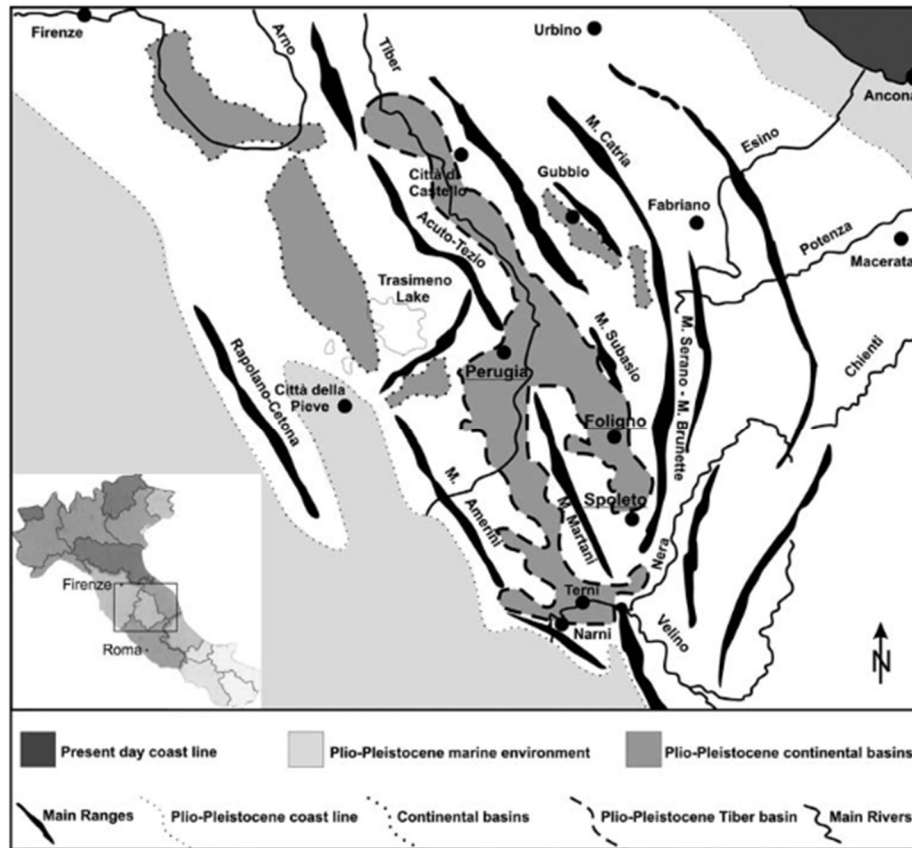 Firenze
Arno
Tiber
Urbino
Ancona
Esino
M. Catria
Città di
Castello
Gubbio
Fabriano
Potenza
Macerata
Acuto-Tezio
Trasimeno
Lake
Rapolano-Cetona
Città della
Pieve
Perugia
M. Subasio
M. Serano - M. Brunette
Chienti
Foligno
Spoleto
M. Amerini
M. Martani
Nera
Terni
Narni
Velino
N
Firenze
Roma
Present day coast line
Plio-Pleistocene marine environment
Plio-Pleistocene continental basins
Main Ranges
Plio-Pleistocene coast line
Continental basins
Plio-Pleistocene Tiber basin
Main Rivers